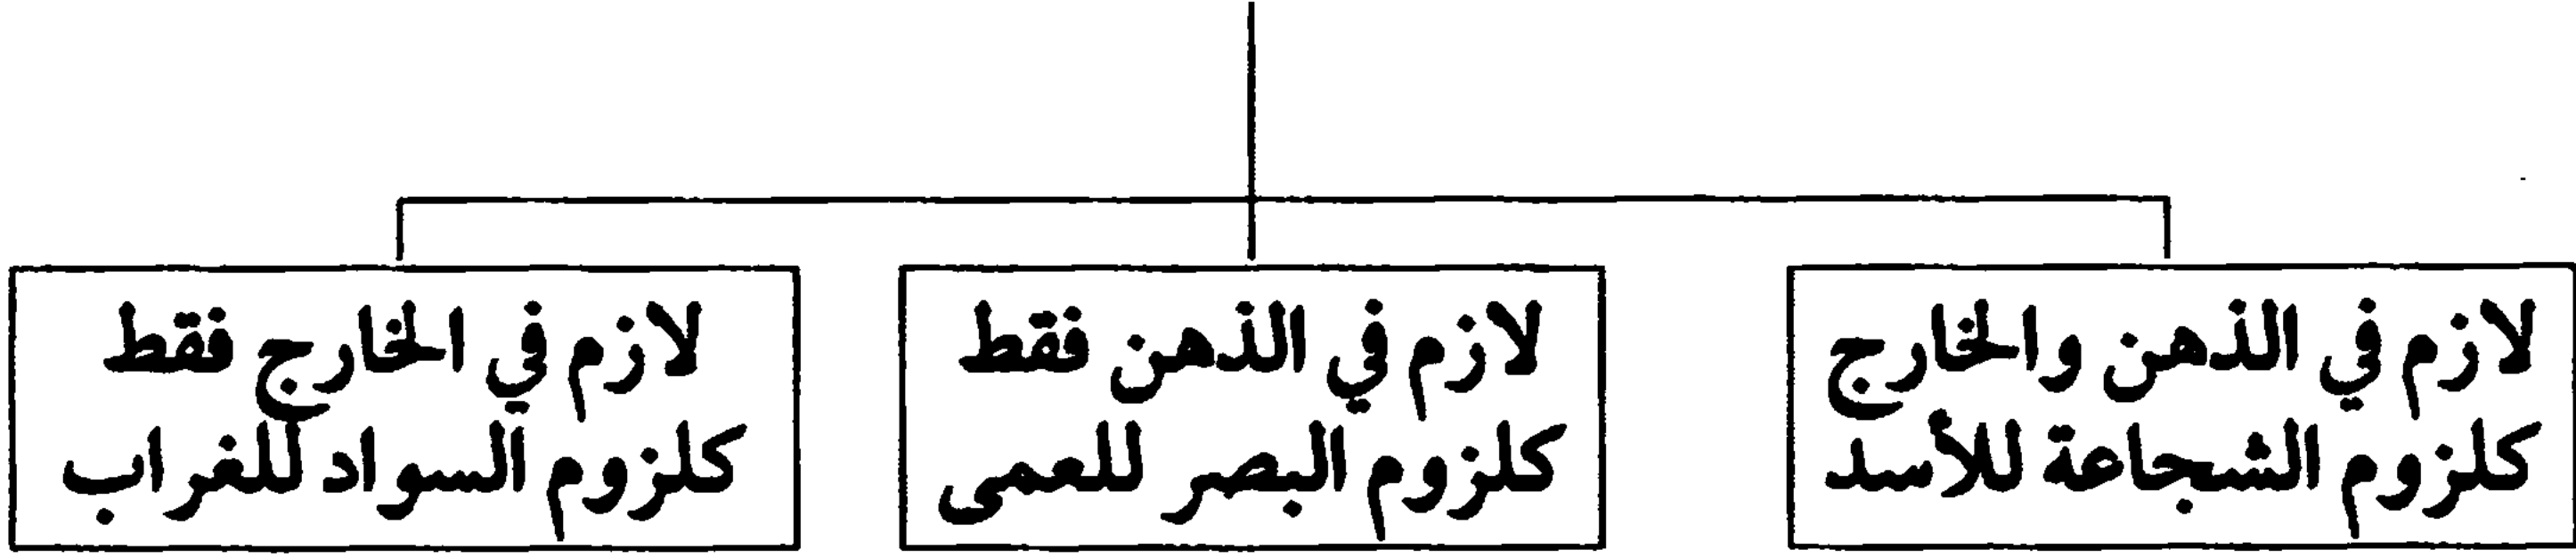 لازم في الذهن والخارج
كلزوم الشجاعة للأسد
لازم في الذهن فقط
كلزوم البصر للعمى
لازم في الخارج فقط
كلزوم السواد للغراب